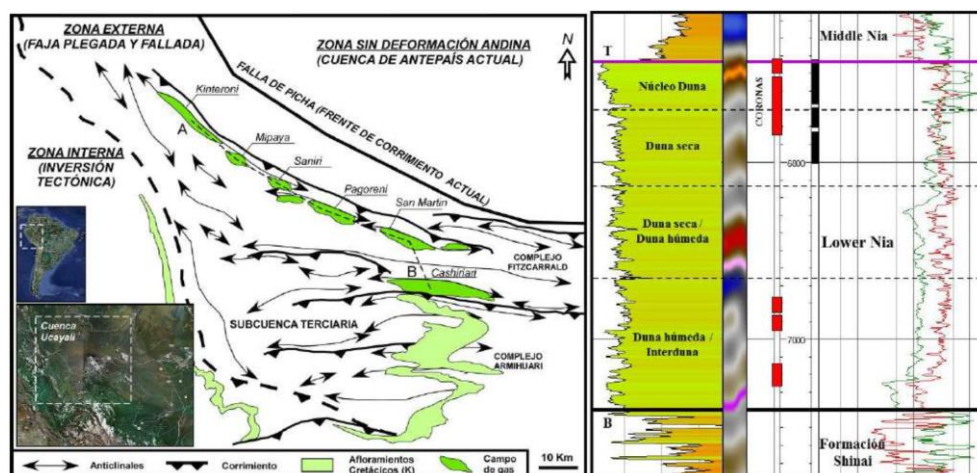 ZONA EXTERNA
(FAJA PLEGADA Y FALLADA)
ZONA SIN DEFORMACIÓN ANDINA
(CUENCA DE ANTEPAÍS ACTUAL)
N
FALLA DE PICHA (FRENTE DE CORRIMIENTO ACTUAL)
Kinteroni
A
Mipaya
Saniri
Pagoreni
San Martin
ZONA INTERNA
(INVERSIÓN
TECTÓNICA)
COMPLEJO
FITZCARRALD
B
Cashiriari
SUBCUENCA TERCIARIA
COMPLEJO
ARMIHUARI
Cuenca
Ucayali
Anticlinales
Corrimiento
Afloramientos
Cretácicos (K)
Campo
de gas
10 Km
T
Middle Nia
Núcleo Duna
CORONAS
Duna seca
6800
Duna seca /
Duna húmeda
Lower Nia
Duna húmeda /
Interduna
7000
B
Formación
Shinai